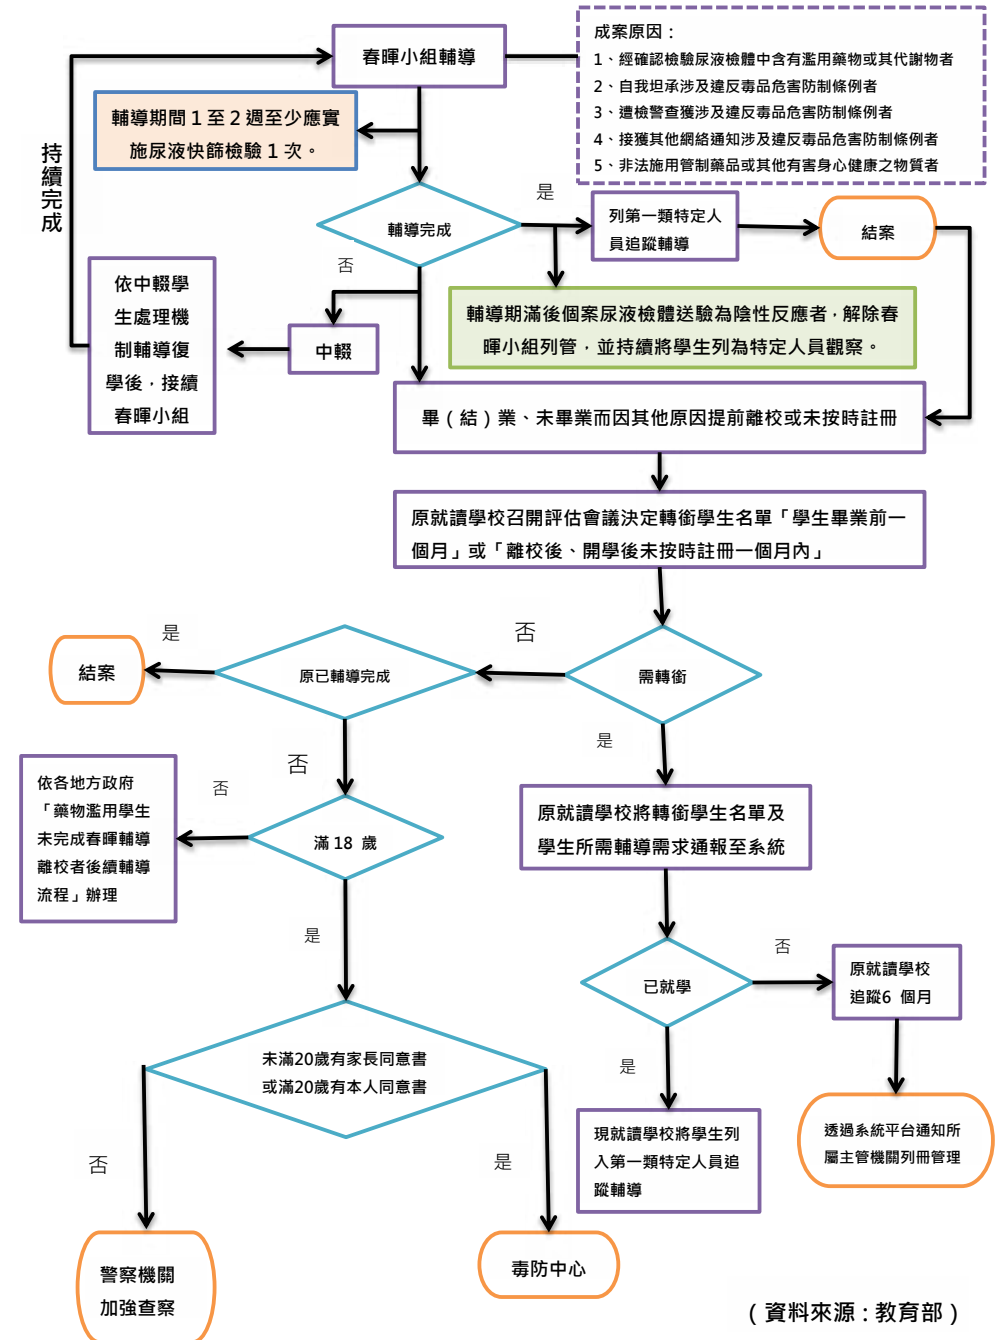 春暉小組輔導
成案原因：
1、經確認檢驗尿液檢體中含有濫用藥物或其代謝物者
2、自我坦承涉及違反毒品危害防制條例者
3、遭檢警查獲涉及違反毒品危害防制條例者
4、接獲其他網絡通知涉及違反毒品危害防制條例者
5、非法施用管制藥品或其他有害身心健康之物質者
輔導期間 1 至 2 週至少應實
施尿液快篩檢驗 1 次。
持續完成
輔導完成
是
列第一類特定人
員追蹤輔導
結案
否
輔導期滿後個案尿液檢體送驗為陰性反應者，解除春
暉小組列管，並持續將學生列為特定人員觀察。
中輟
依中輟學
生處理機
制輔導復
學後，接續
春暉小組
畢（結）業、未畢業而因其他原因提前離校或未按時註冊
原就讀學校召開評估會議決定轉銜學生名單「學生畢業前一
個月」或「離校後、開學後未按時註冊一個月內」
需轉銜
否
原已輔導完成
是
結案
否
是
滿 18 歲
否
依各地方政府
「藥物濫用學生
未完成春暉輔導
離校者後續輔導
流程」辦理
原就讀學校將轉銜學生名單及
學生所需輔導需求通報至系統
是
已就學
否
原就讀學校
追蹤6 個月
未滿20歲有家長同意書
或滿20歲有本人同意書
是
現就讀學校將學生列
入第一類特定人員追
蹤輔導
透過系統平台通知所
屬主管機關列冊管理
否
是
警察機關
加強查察
毒防中心
（資料來源：教育部）